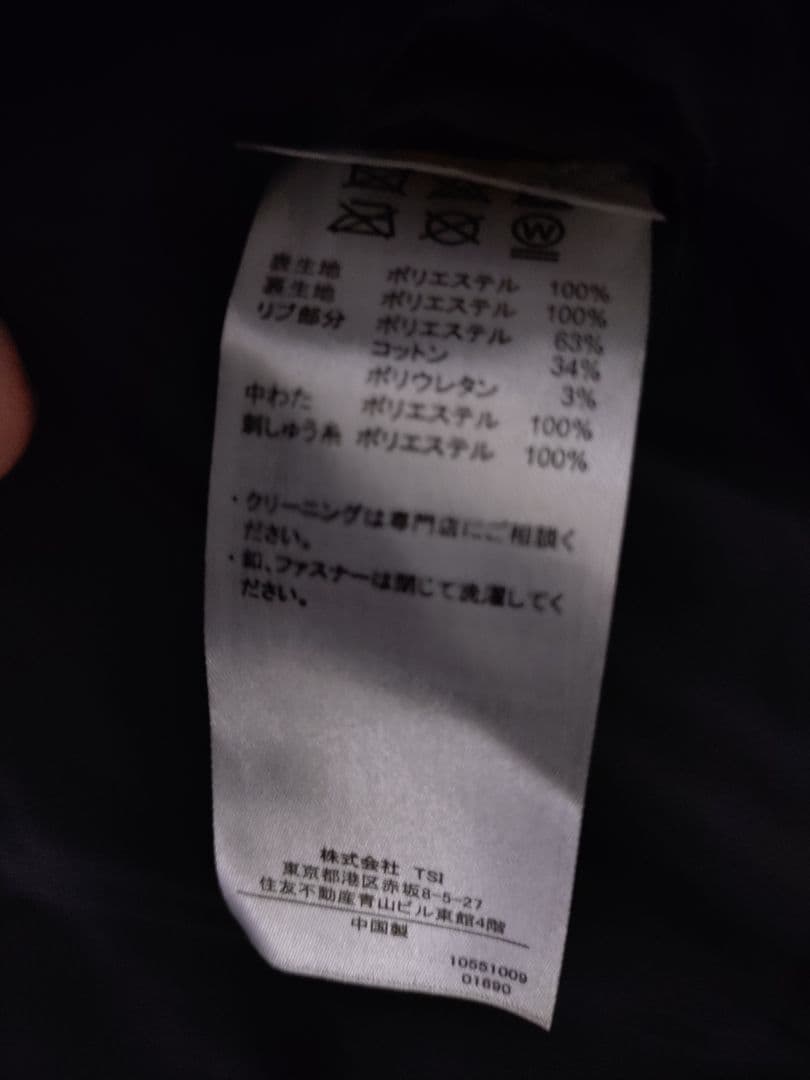 W
表生地 ポリエステル 100%
裏生地 ポリエステル 100%
リブ部分 ポリエステル 63%
コットン 34%
ポリウレタン 3%
中わた ポリエステル 100%
刺しゅう糸 ポリエステル 100%
・クリーニングは専門店にご相談く
ださい。
・釦、ファスナーは閉じて洗濯してく
ださい。
株式会社 TSI
東京都港区赤坂8-5-27
住友不動産青山ビル東館4階
中国製
10551009
01690